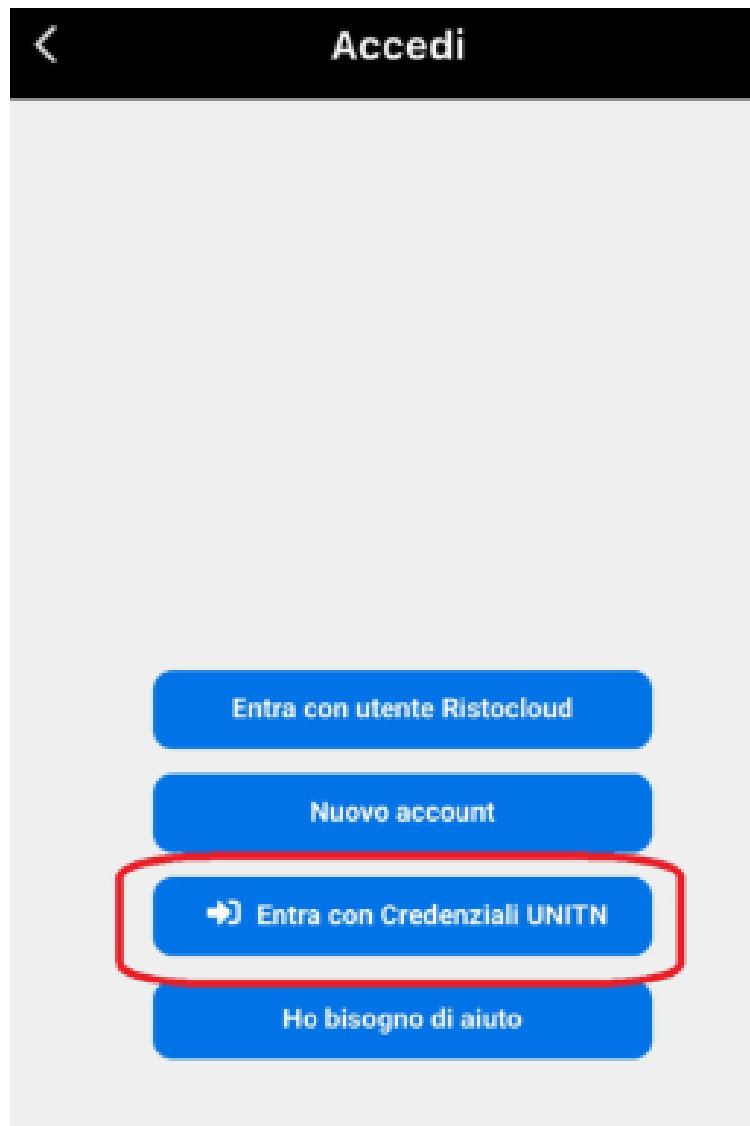 Accedi
Entra con utente Ristocloud
Nuovo account
Entra con Credenziali UNITN
Ho bisogno di aiuto